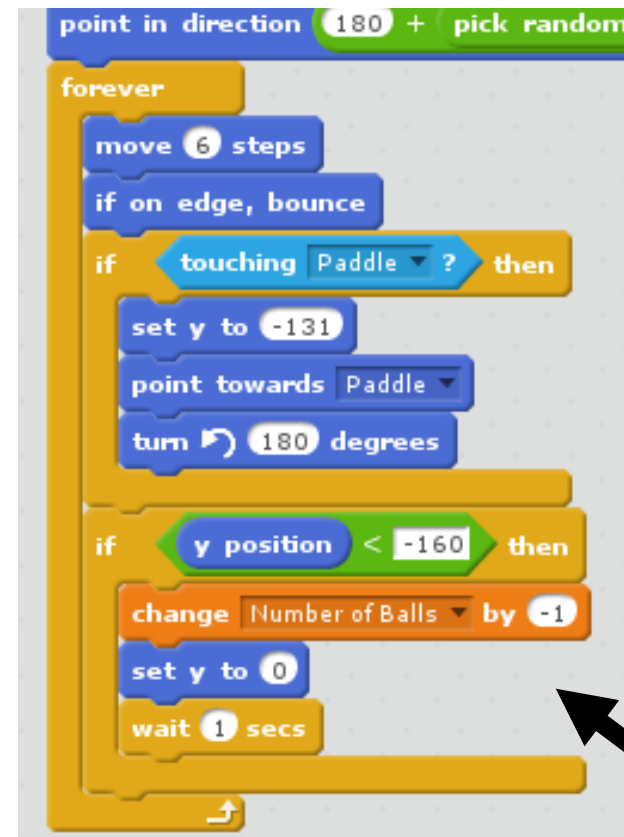 point in direction 180 + pick random
forever
move 6 steps
if on edge, bounce
if touching Paddle ? then
set y to -131
point towards Paddle
turn 180 degrees
if y position < -160 then
change Number of Balls by -1
set y to 0
wait 1 secs